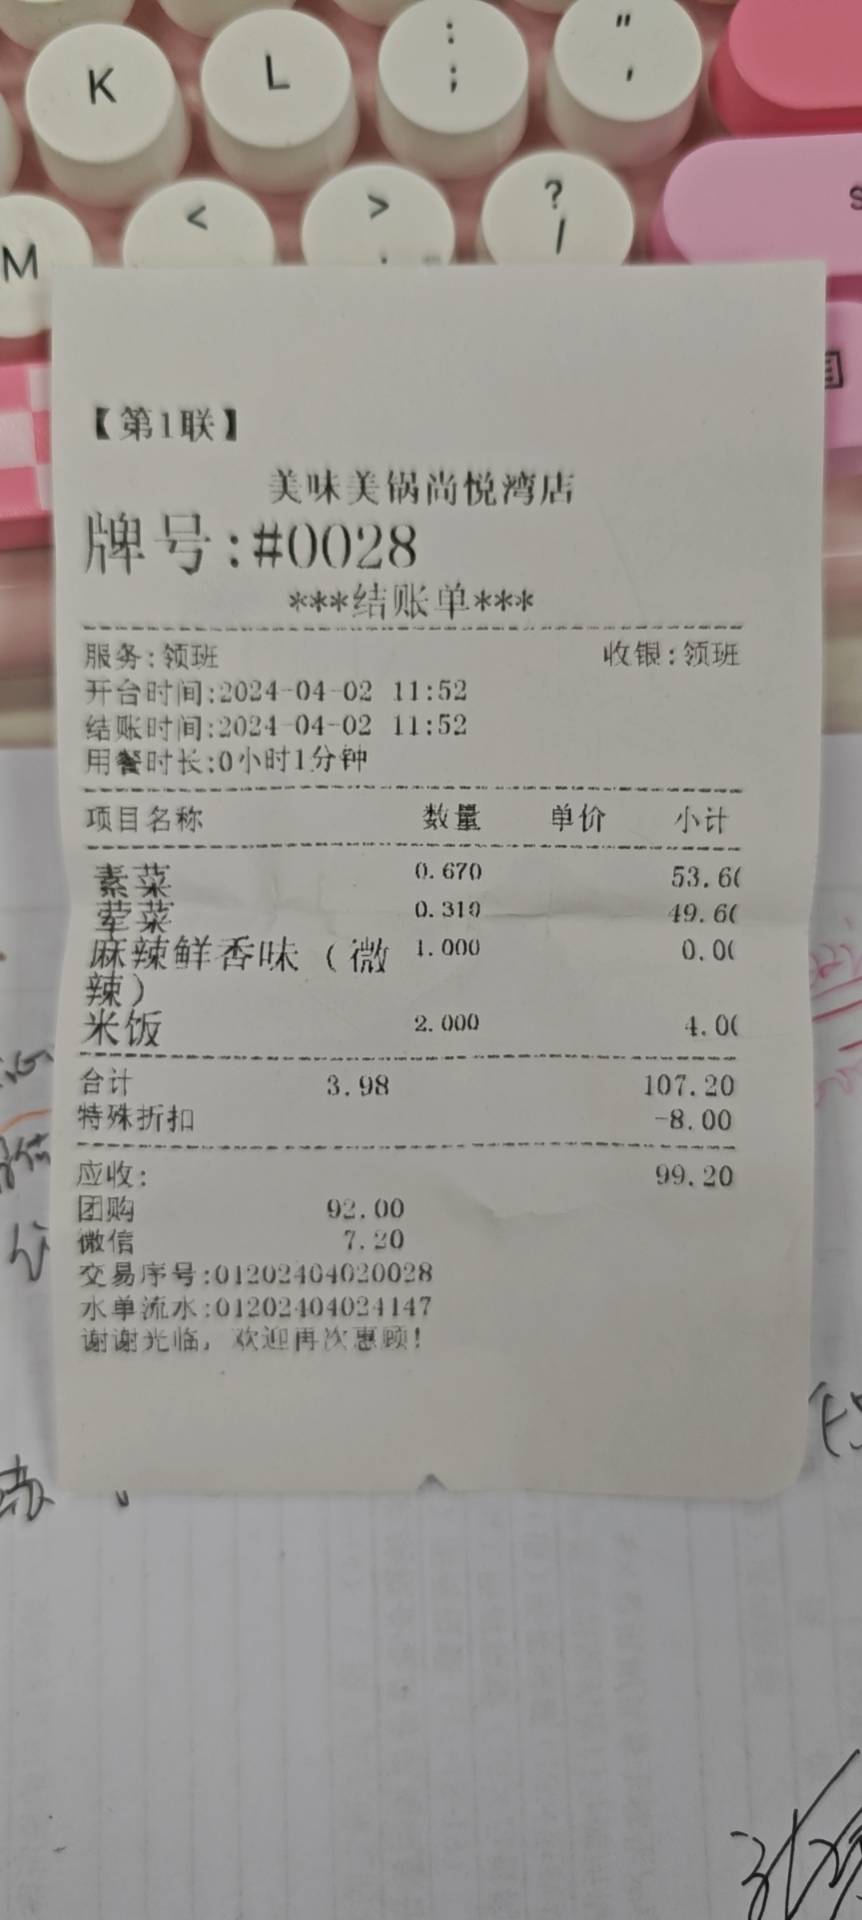 K
L
:
;
"
'
M
<
>
?
/
【第1联】
美味美锅尚悦湾店
牌号:#0028
***结账单***
服务:领班 收银:领班
开台时间:2024-04-02 11:52
结账时间:2024-04-02 11:52
用餐时长:0小时1分钟
项目名称 数量 单价 小计
素菜 0.670 53.6(
荤菜 0.310 49.6(
麻辣鲜香味（微 1.000 0.0(
辣）
米饭 2.000 4.0(
合计 3.98 107.20
特殊折扣 -8.00
应收: 99.20
团购 92.00
微信 7.20
交易序号:01202404020028
水单流水:01202404024147
谢谢光临，欢迎再次惠顾!